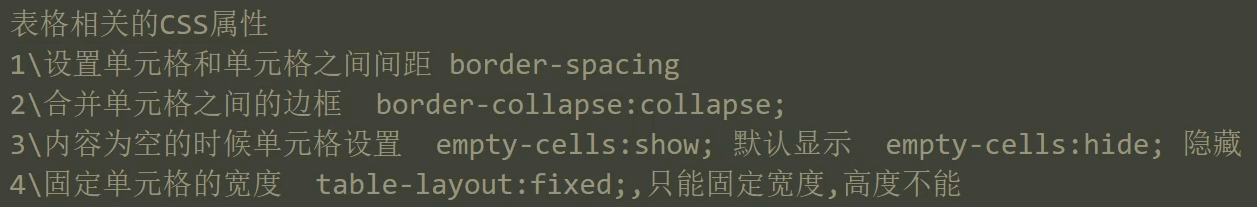 表格相关的CSS属性
1\设置单元格和单元格之间间距 border-spacing
2\合并单元格之间的边框  border-collapse:collapse;
3\内容为空的时候单元格设置  empty-cells:show; 默认显示  empty-cells:hide; 隐藏
4\固定单元格的宽度  table-layout:fixed;,只能固定宽度,高度不能